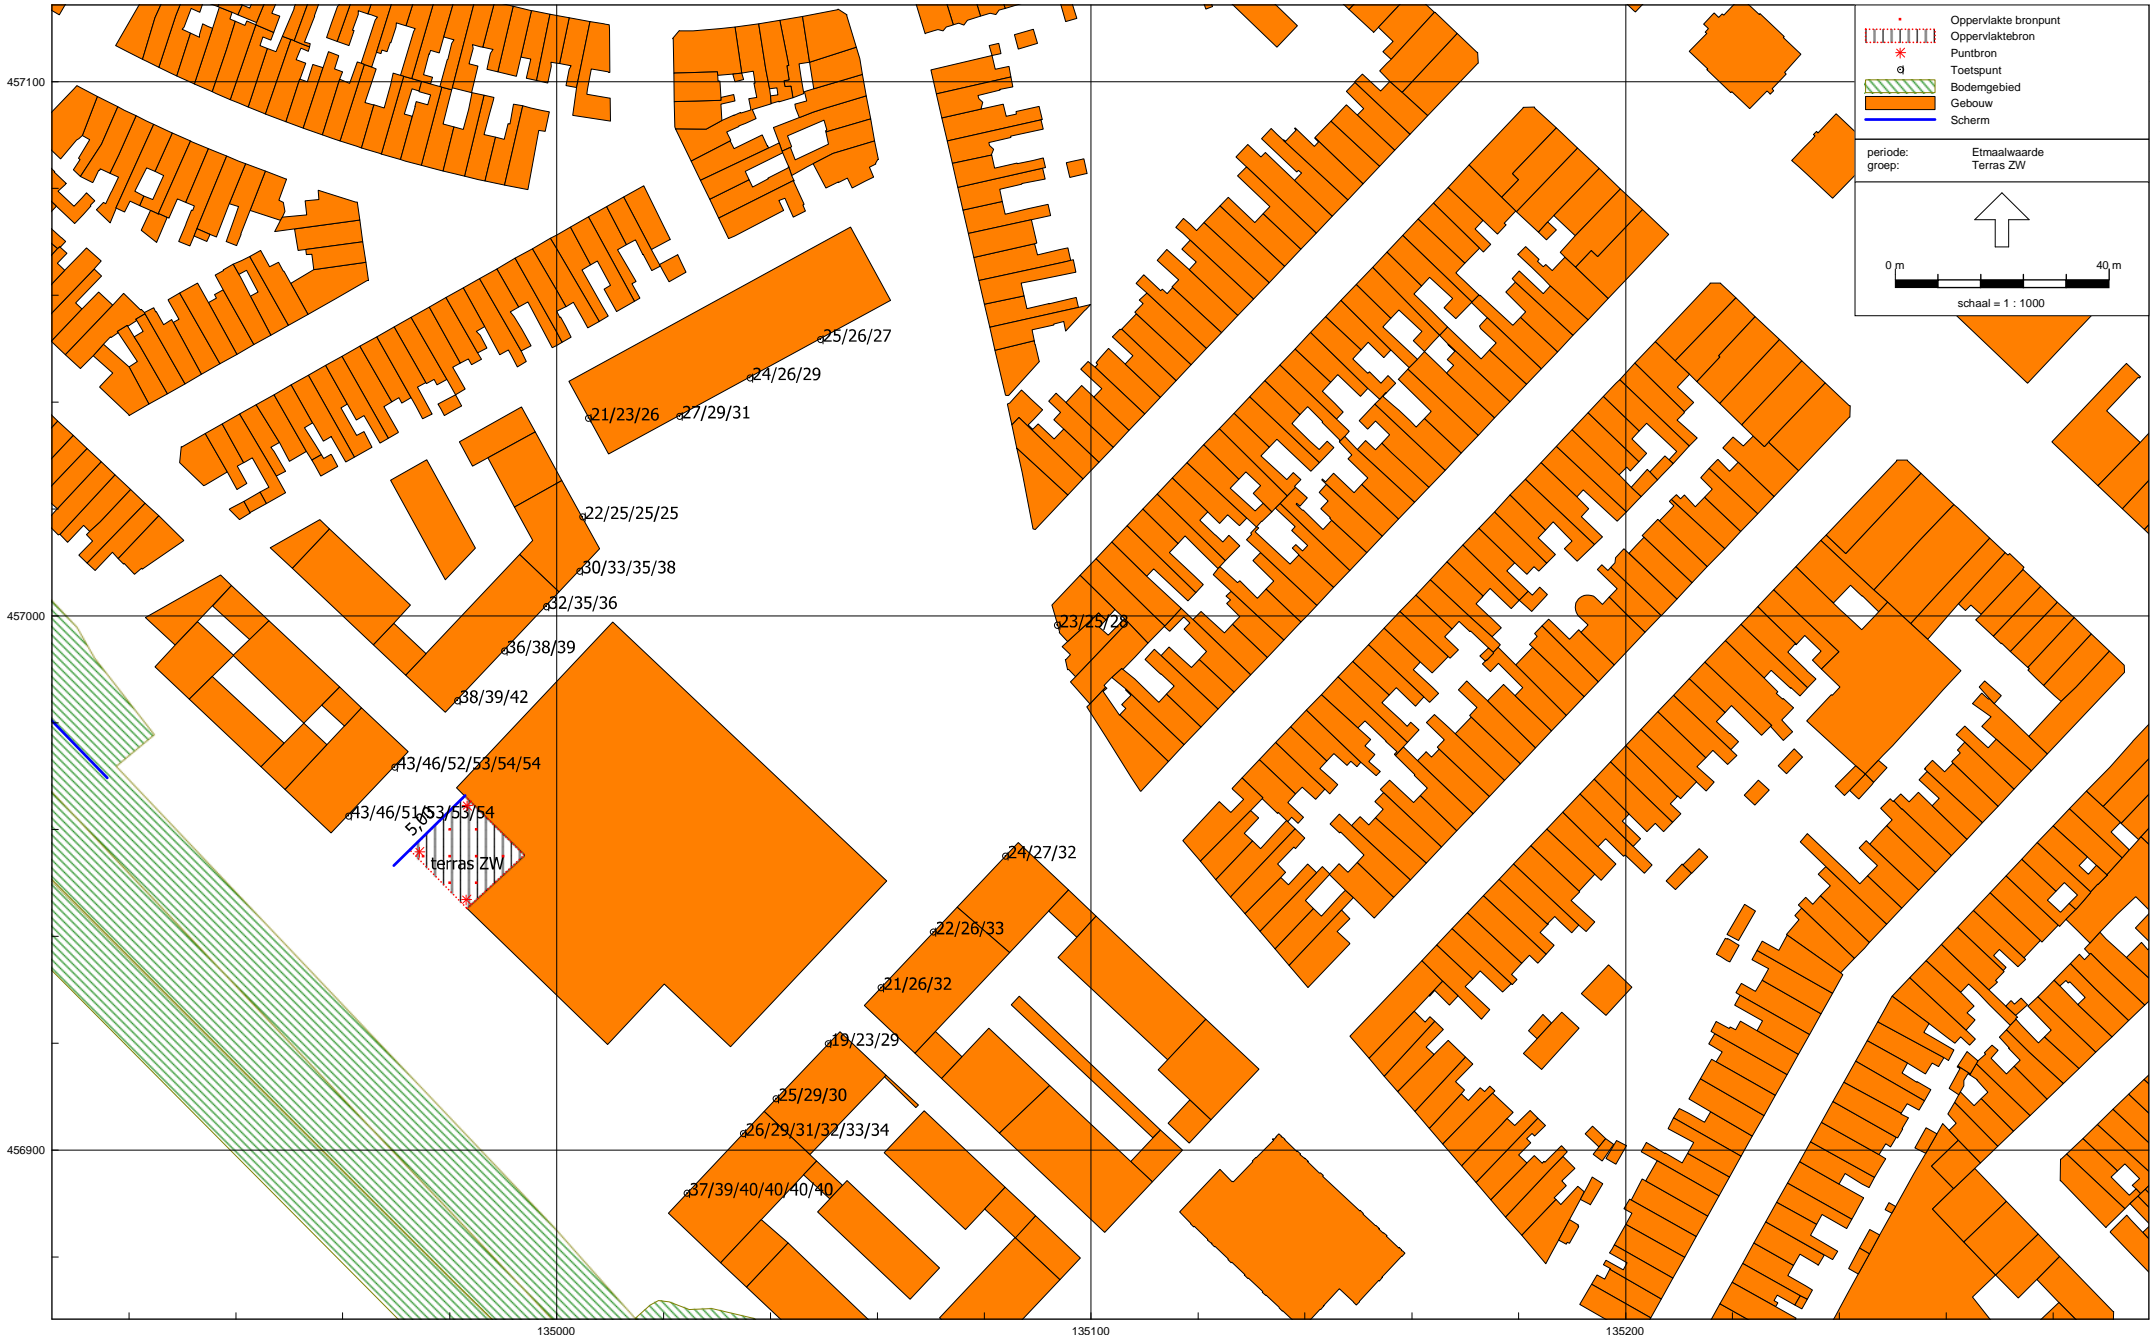 Oppervlakte bronpunt
Oppervlaktebron
Puntbron
Toetspunt
Bodemgebied
Gebouw
Scherm
periode: Etmaalwaarde
groep: Terras ZW
0 m 40 m
schaal = 1 : 1000
457100
25/26/27
24/26/29
21/23/26
27/29/31
22/25/25/25
30/33/35/38
32/35/36
457000
23/25/28
36/38/39
38/39/42
43/46/52/53/54/54
43/46/51/53/53/54
5,00
terras ZW
24/27/32
22/26/33
21/26/32
19/23/29
25/29/30
26/29/31/32/33/34
456900
37/39/40/40/40/40
135000
135100
135200